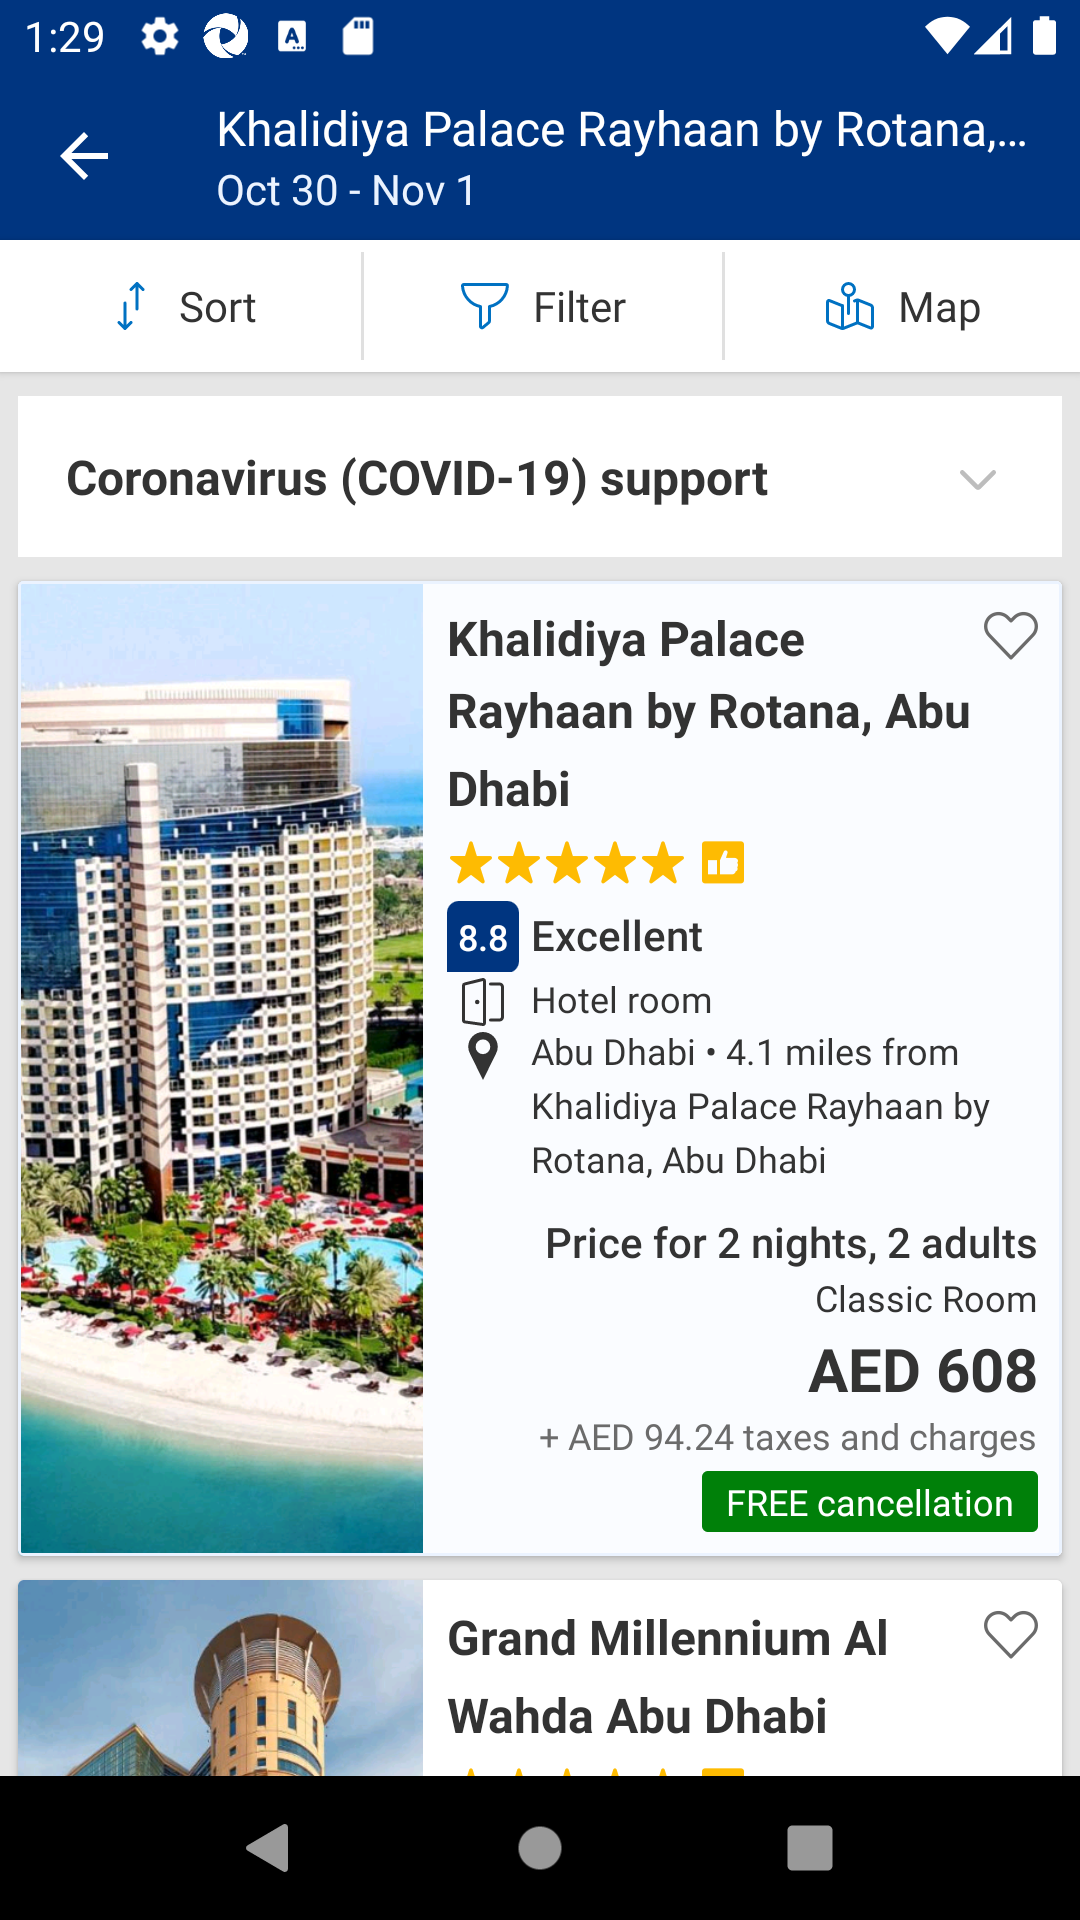 1:29
Khalidiya Palace Rayhaan by Rotana,...
Oct 30 - Nov 1
Sort
Filter
Map
Coronavirus (COVID-19) support
Khalidiya Palace
Rayhaan by Rotana, Abu
Dhabi
8.8 Excellent
Hotel room
Abu Dhabi • 4.1 miles from
Khalidiya Palace Rayhaan by
Rotana, Abu Dhabi
Price for 2 nights, 2 adults
Classic Room
AED 608
+ AED 94.24 taxes and charges
FREE cancellation
Grand Millennium Al
Wahda Abu Dhabi